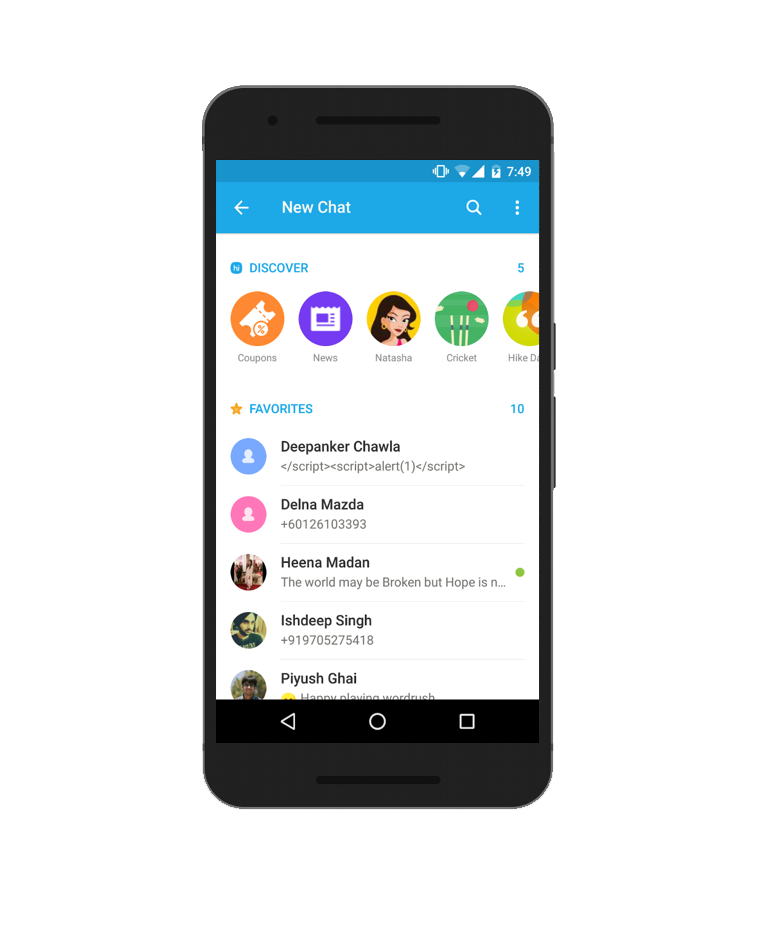 7:49
New Chat
hi DISCOVER 5
%
Coupons News Natasha Cricket Hike Da
FAVORITES 10
Deepanker Chawla
</script><script>alert(1)</script>
Delna Mazda
+60126103393
Heena Madan
The world may be Broken but Hope is n...
Ishdeep Singh
+919705275418
Piyush Ghai
Happy playing wordrush